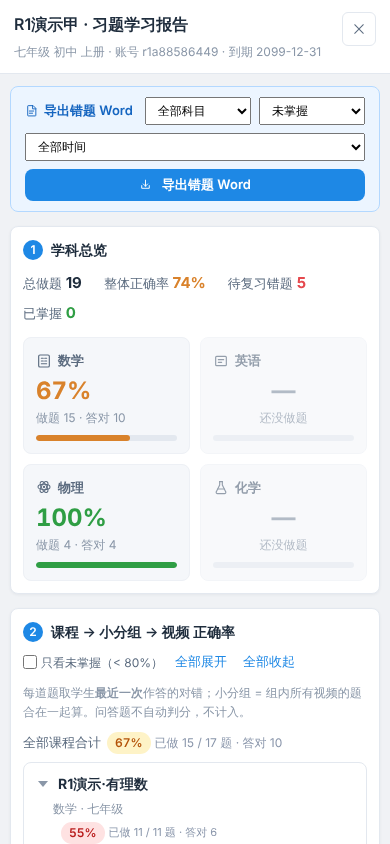 R1演示甲 · 习题学习报告
七年级 初中 上册 · 账号 r1a88586449 · 到期 2099-12-31
导出错题 Word 全部科目 未掌握
全部时间
导出错题 Word
1 学科总览
总做题 19 整体正确率 74% 待复习错题 5
已掌握 0
数学
67%
做题 15 · 答对 10
英语
—
还没做题
物理
100%
做题 4 · 答对 4
化学
—
还没做题
2 课程 → 小分组 → 视频 正确率
只看未掌握（< 80%） 全部展开 全部收起
每道题取学生最近一次作答的对错；小分组 = 组内所有视频的题
合在一起算。问答题不自动判分，不计入。
全部课程合计 67% 已做 15 / 17 题 · 答对 10
R1演示·有理数
数学 · 七年级
55% 已做 11 / 11 题 · 答对 6